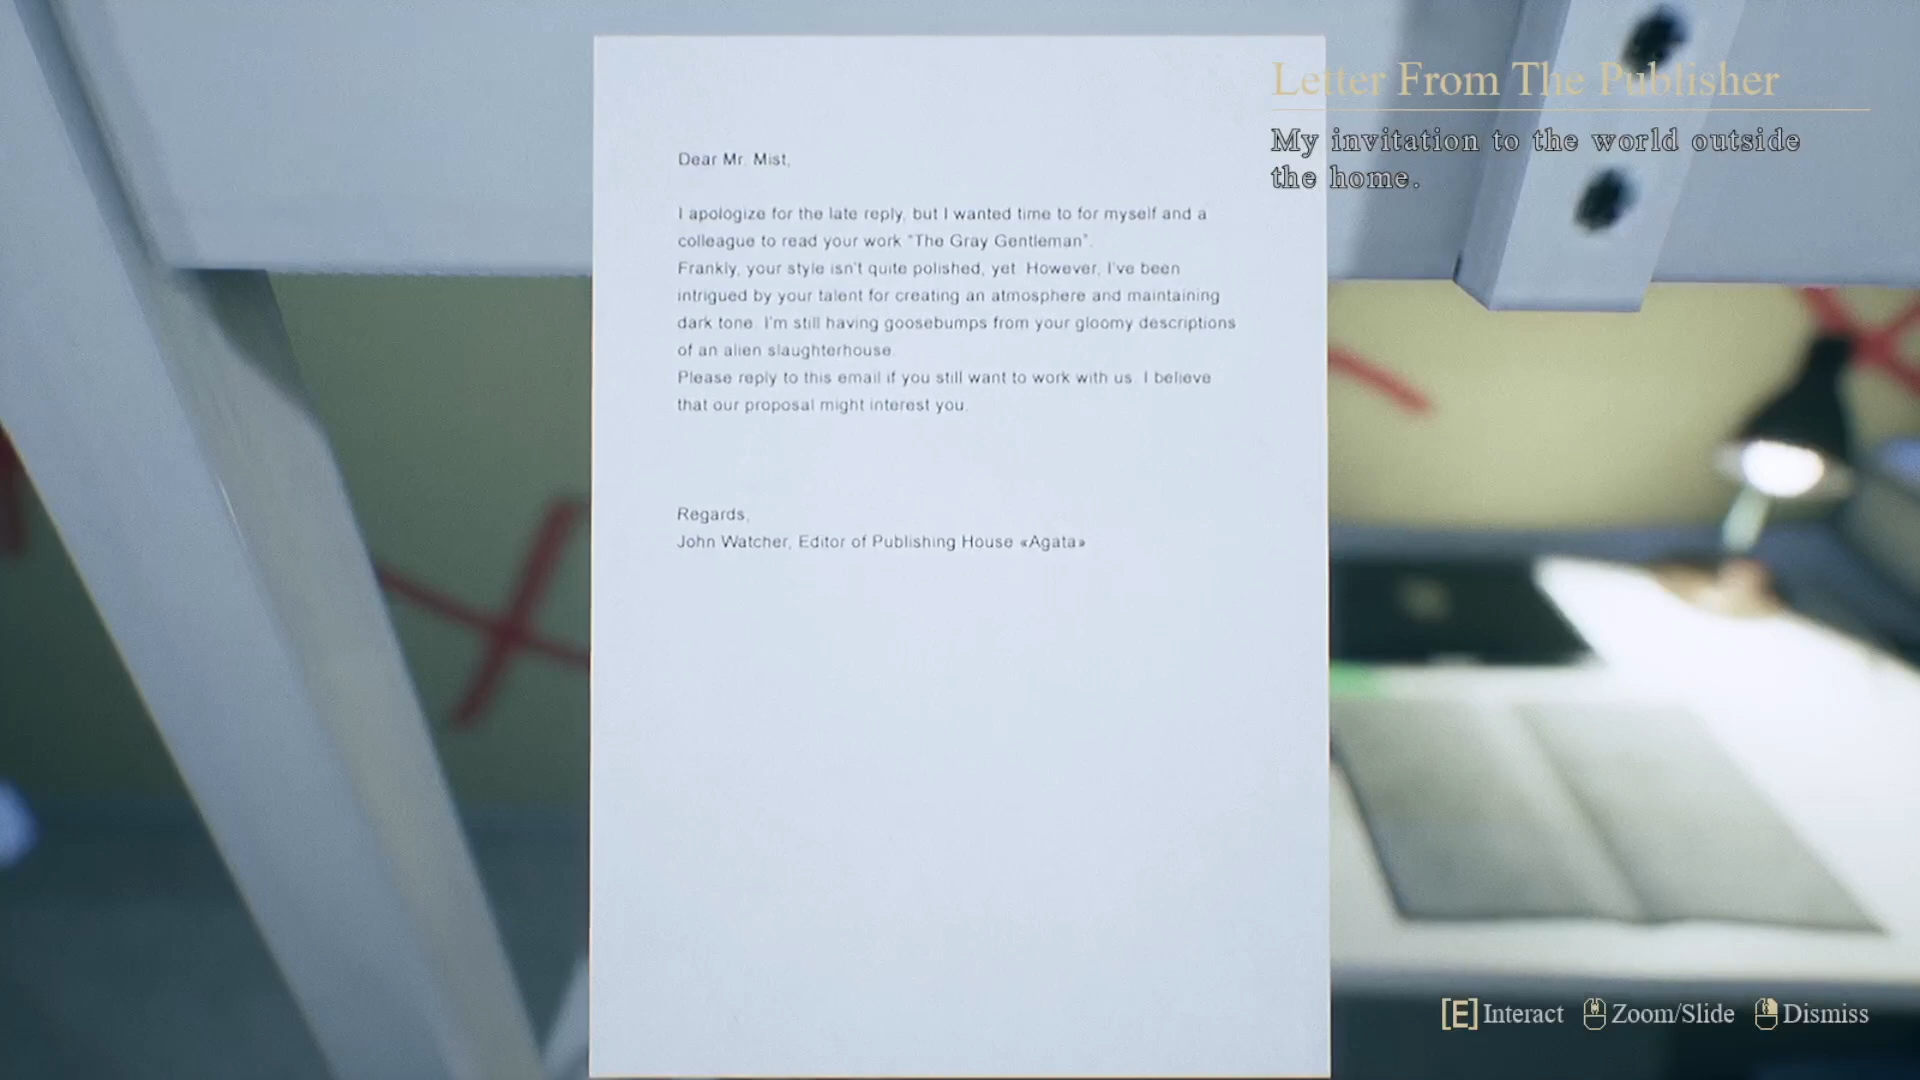 Letter From The Publisher
My invitation to the world outside
the home.
Dear Mr. Mist,
I apologize for the late reply, but I wanted time to for myself and a
colleague to read your work "The Gray Gentleman".
Frankly, your style isn't quite polished, yet. However, I've been
intrigued by your talent for creating an atmosphere and maintaining
dark tone. I'm still having goosebumps from your gloomy descriptions
of an alien slaughterhouse.
Please reply to this email if you still want to work with us. I believe
that our proposal might interest you.
Regards,
John Watcher, Editor of Publishing House «Agata»
[E] Interact Zoom/Slide Dismiss